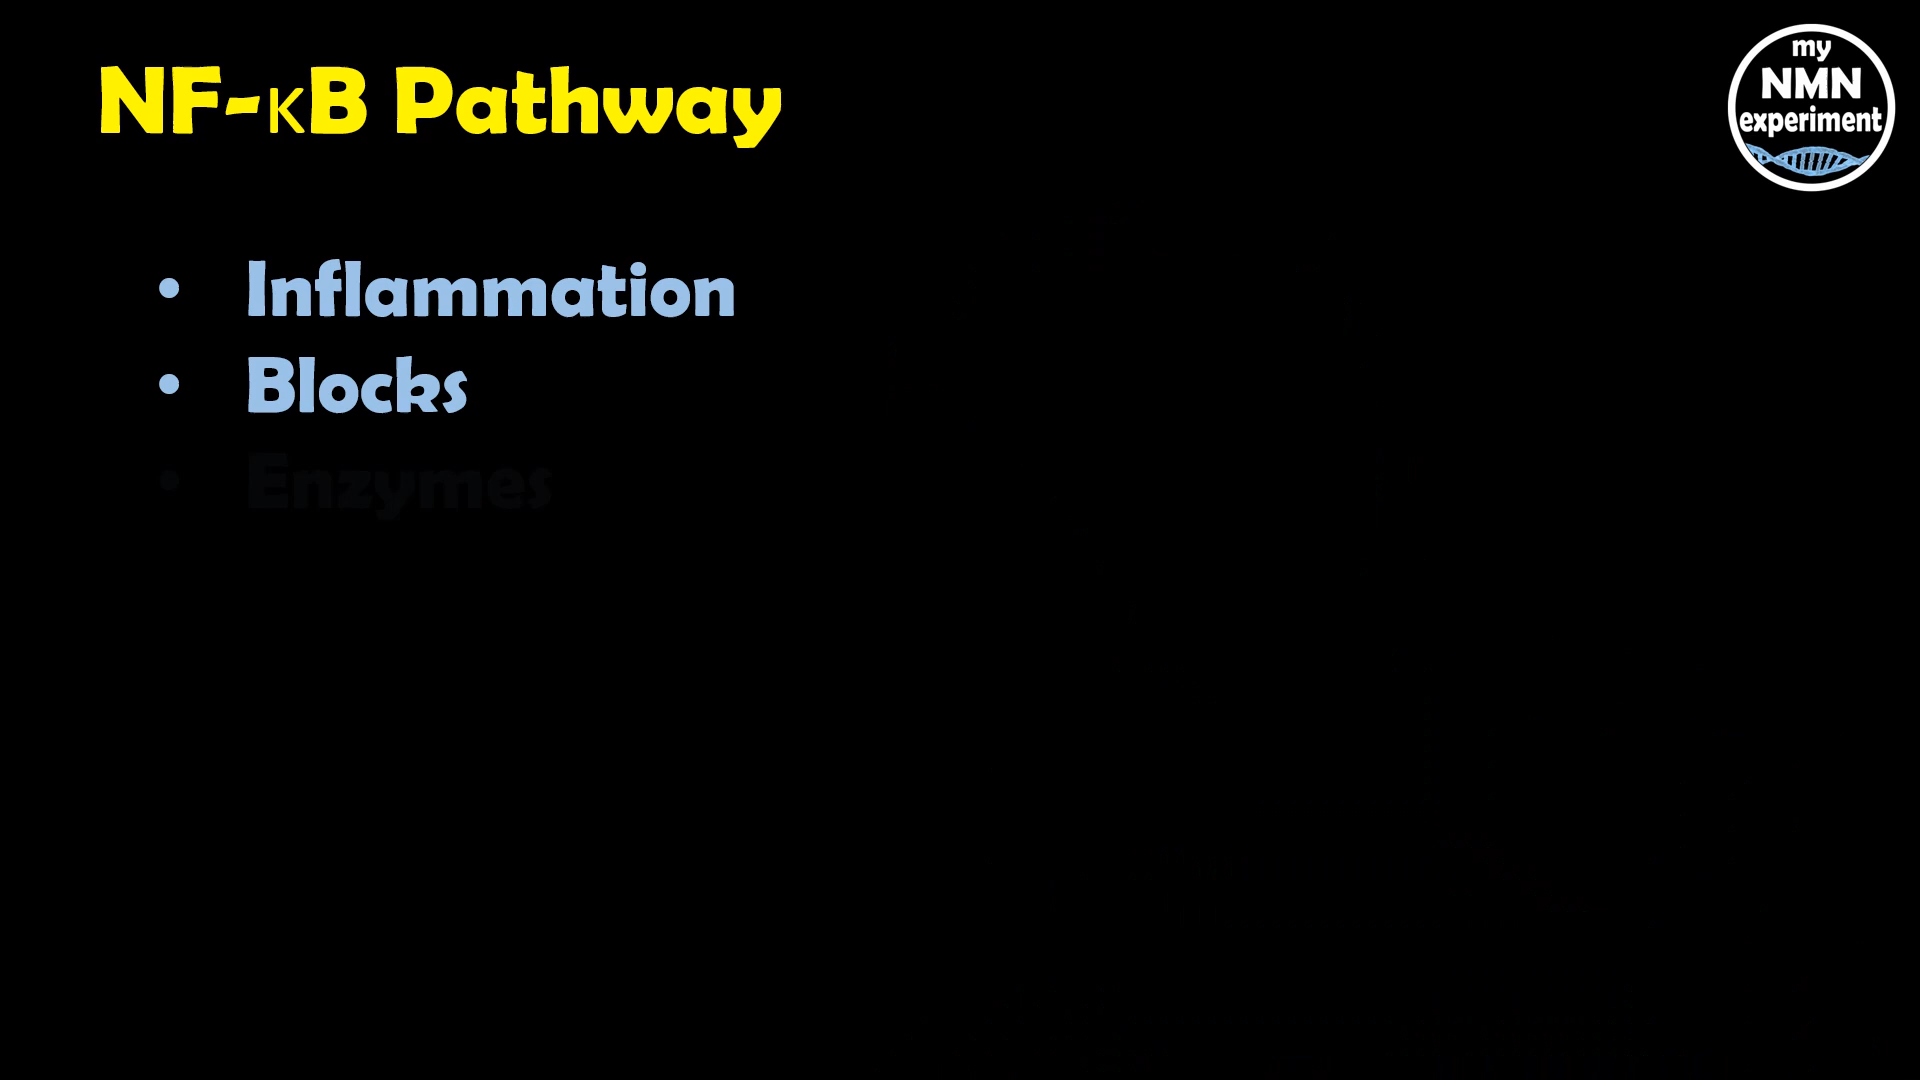 NF-κB Pathway
my
NMN
experiment
• Inflammation
• Blocks
• Enzymes